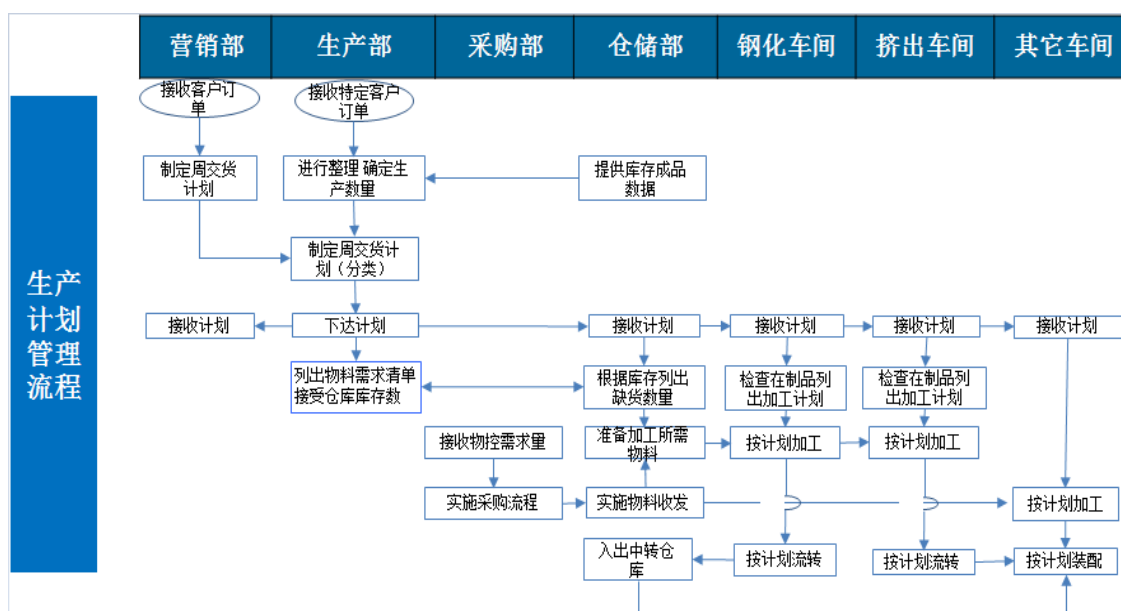 营销部
生产部
采购部
仓储部
钢化车间
挤出车间
其它车间
生产
计划
管理
流程
接收客户订
单
接收特定客户
订单
制定周交货
计划
进行整理 确定生
产数量
提供库存成品
数据
制定周交货计
划（分类）
接收计划
下达计划
接收计划
接收计划
接收计划
接收计划
列出物料需求清单
接受仓库库存数
根据库存列出
缺货数量
检查在制品列
出加工计划
检查在制品列
出加工计划
接收物控需求量
准备加工所需
物料
按计划加工
按计划加工
实施采购流程
实施物料收发
按计划加工
入出中转仓
库
按计划流转
按计划流转
按计划装配